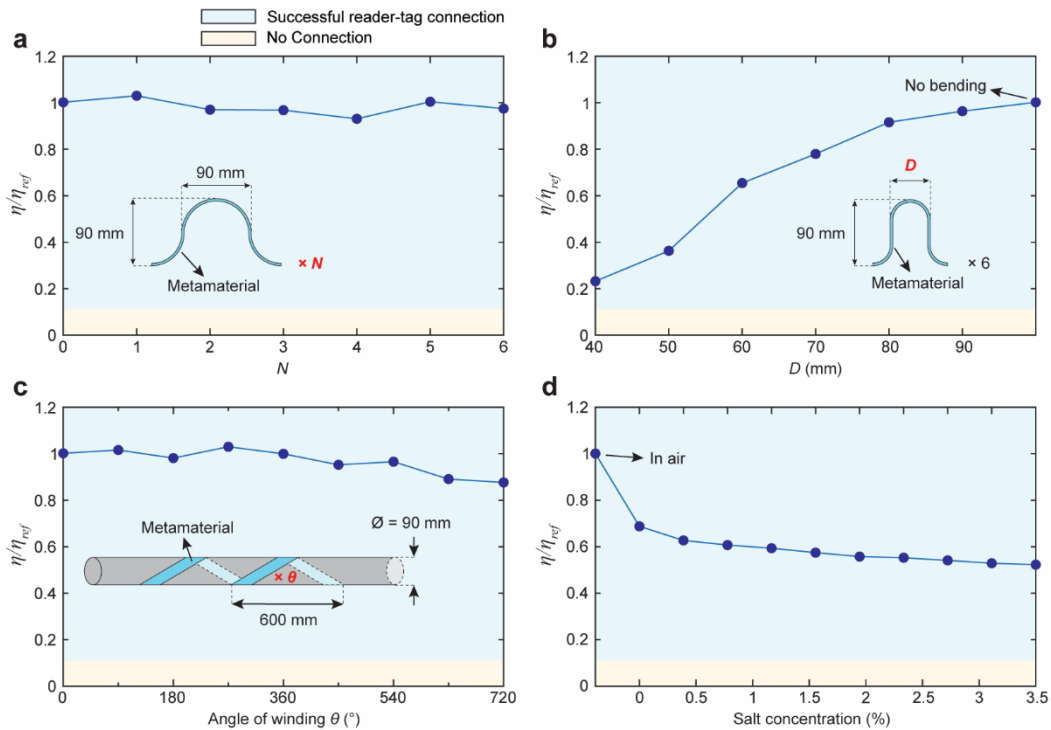 Successful reader-tag connection
No Connection
a
1.2
1
0.8
0.6
0.4
0.2
0
η/ηref
90 mm
90 mm
× N
Metamaterial
0 1 2 3 4 5 6
N
b
1.2
1
0.8
0.6
0.4
0.2
0
η/ηref
No bending
D
90 mm
× 6
Metamaterial
40 50 60 70 80 90
D (mm)
c
1.2
1
0.8
0.6
0.4
0.2
0
η/ηref
Metamaterial
Ø = 90 mm
× θ
600 mm
0 180 360 540 720
Angle of winding θ (°)
d
1.2
1
0.8
0.6
0.4
0.2
0
η/ηref
In air
0 0.5 1 1.5 2 2.5 3 3.5
Salt concentration (%)